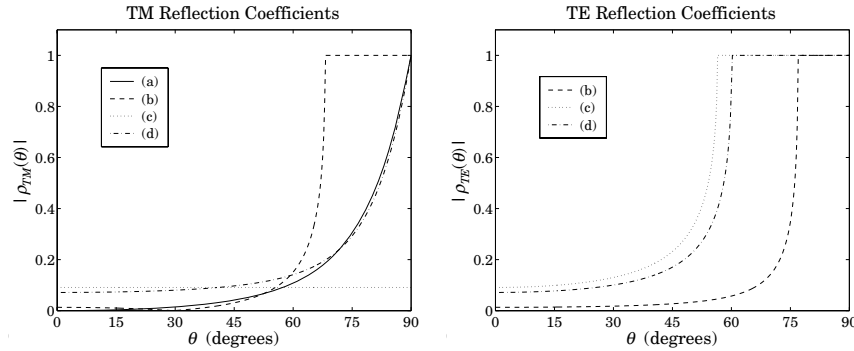 TM Reflection Coefficients
1
0.8
0.6
0.4
0.2
0
(a)
(b)
(c)
(d)
| ρTM(θ) |
0 15 30 45 60 75 90
θ (degrees)
TE Reflection Coefficients
1
0.8
0.6
0.4
0.2
0
(b)
(c)
(d)
| ρTE(θ) |
0 15 30 45 60 75 90
θ (degrees)